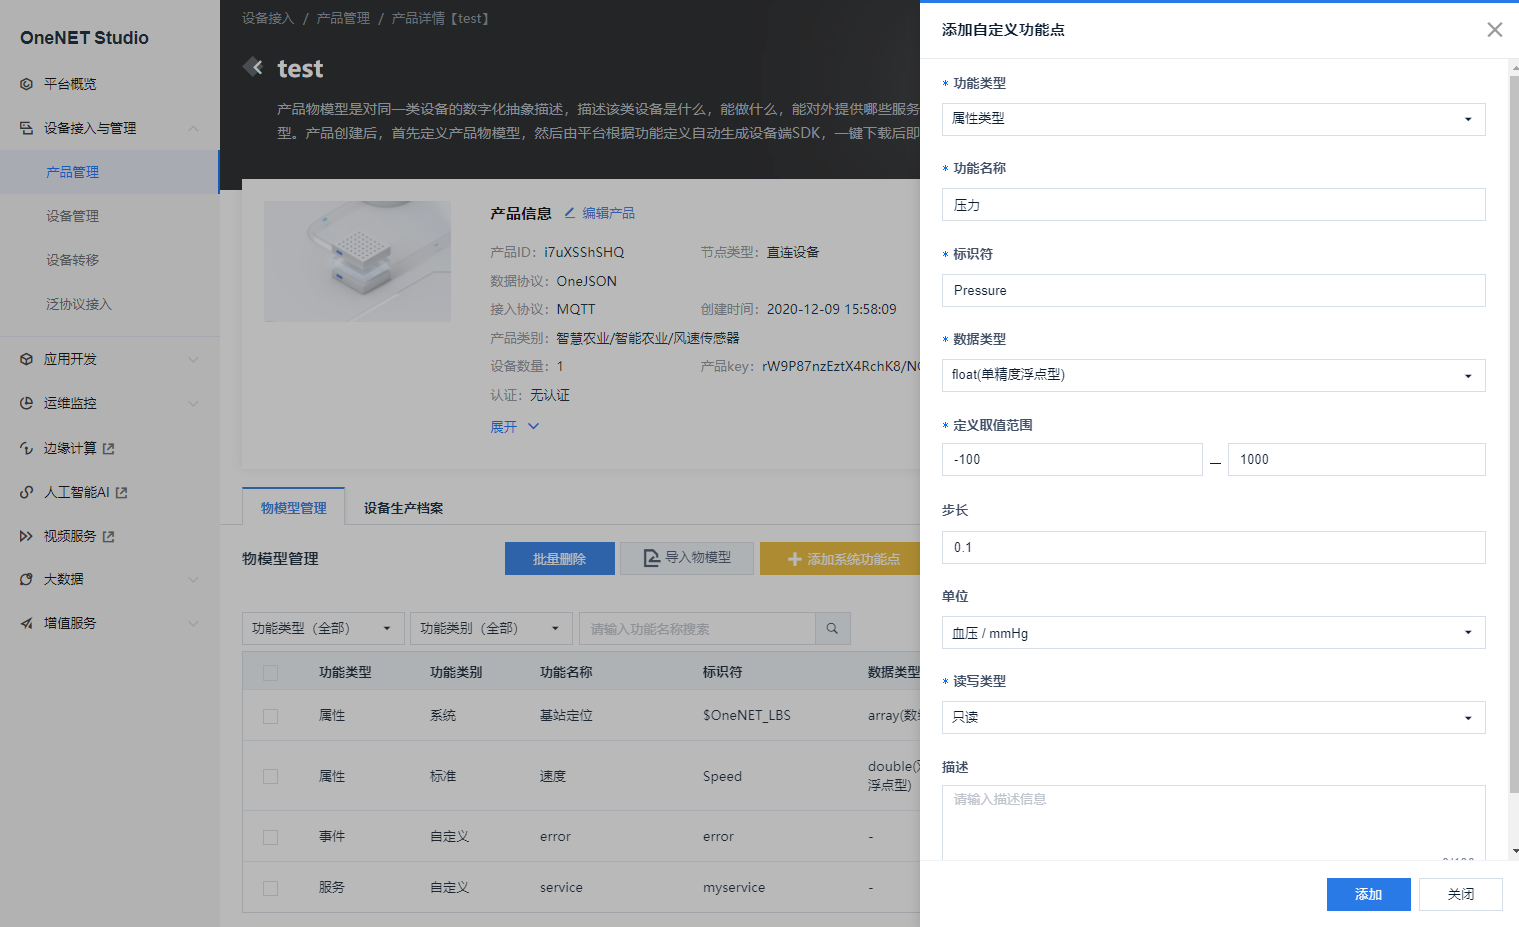 OneNET Studio
平台概览
设备接入与管理
产品管理
设备管理
设备转移
泛协议接入
应用开发
运维监控
边缘计算
人工智能AI
视频服务
大数据
增值服务
设备接入 / 产品管理 / 产品详情【test】
test
产品物模型是对同一类设备的数字化抽象描述，描述该类设备是什么，能做什么，能对外提供哪些服务
型。产品创建后，首先定义产品物模型，然后由平台根据功能定义自动生成设备端SDK，一键下载后即
产品信息 编辑产品
产品ID： i7uXSShSHQ 节点类型： 直连设备
数据协议： OneJSON
接入协议： MQTT 创建时间： 2020-12-09 15:58:09
产品类别： 智慧农业/智能农业/风速传感器
设备数量： 1 产品key： rW9P87nzEztX4RchK8/N
认证： 无认证
展开
物模型管理 设备生产档案
物模型管理 批量删除 导入物模型 添加系统功能点
功能类型（全部） 功能类别（全部） 请输入功能名称搜索
功能类型 功能类别 功能名称 标识符 数据类型
属性 系统 基站定位 $OneNET_LBS array(数
属性 标准 速度 Speed double(
浮点型)
事件 自定义 error error -
服务 自定义 service myservice -
添加自定义功能点
* 功能类型
属性类型
* 功能名称
压力
* 标识符
Pressure
* 数据类型
float(单精度浮点型)
* 定义取值范围
-100 — 1000
步长
0.1
单位
血压 / mmHg
* 读写类型
只读
描述
请输入描述信息
添加 关闭